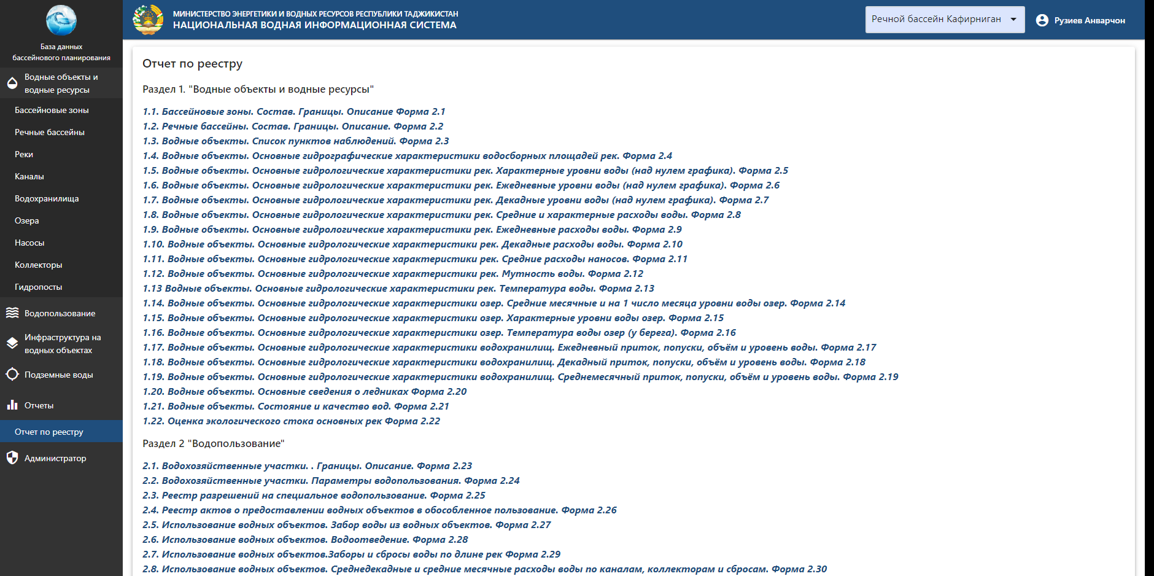 База данных
бассейнового планирования
Водные объекты и
водные ресурсы
Бассейновые зоны
Речные бассейны
Реки
Каналы
Водохранилища
Озера
Насосы
Коллекторы
Гидропосты
Водопользование
Инфраструктура на
водных объектах
Подземные воды
Отчеты
Отчет по реестру
Администратор
МИНИСТЕРСТВО ЭНЕРГЕТИКИ И ВОДНЫХ РЕСУРСОВ РЕСПУБЛИКИ ТАДЖИКИСТАН
НАЦИОНАЛЬНАЯ ВОДНАЯ ИНФОРМАЦИОННАЯ СИСТЕМА
Речной бассейн Кафирниган
Рузиев Анварчон
Отчет по реестру
Раздел 1. "Водные объекты и водные ресурсы"
1.1. Бассейновые зоны. Состав. Границы. Описание Форма 2.1
1.2. Речные бассейны. Состав. Границы. Описание. Форма 2.2
1.3. Водные объекты. Список пунктов наблюдений. Форма 2.3
1.4. Водные объекты. Основные гидрографические характеристики водосборных площадей рек. Форма 2.4
1.5. Водные объекты. Основные гидрологические характеристики рек. Характерные уровни воды (над нулем графика). Форма 2.5
1.6. Водные объекты. Основные гидрологические характеристики рек. Ежедневные уровни воды (над нулем графика). Форма 2.6
1.7. Водные объекты. Основные гидрологические характеристики рек. Декадные уровни воды (над нулем графика). Форма 2.7
1.8. Водные объекты. Основные гидрологические характеристики рек. Средние и характерные расходы воды. Форма 2.8
1.9. Водные объекты. Основные гидрологические характеристики рек. Ежедневные расходы воды. Форма 2.9
1.10. Водные объекты. Основные гидрологические характеристики рек. Декадные расходы воды. Форма 2.10
1.11. Водные объекты. Основные гидрологические характеристики рек. Средние расходы наносов. Форма 2.11
1.12. Водные объекты. Основные гидрологические характеристики рек. Мутность воды. Форма 2.12
1.13 Водные объекты. Основные гидрологические характеристики рек. Температура воды. Форма 2.13
1.14. Водные объекты. Основные гидрологические характеристики озер. Средние месячные и на 1 число месяца уровни воды озер. Форма 2.14
1.15. Водные объекты. Основные гидрологические характеристики озер. Характерные уровни воды озер. Форма 2.15
1.16. Водные объекты. Основные гидрологические характеристики озер. Температура воды озер (у берега). Форма 2.16
1.17. Водные объекты. Основные гидрологические характеристики водохранилищ. Ежедневный приток, попуски, объём и уровень воды. Форма 2.17
1.18. Водные объекты. Основные гидрологические характеристики водохранилищ. Декадный приток, попуски, объём и уровень воды. Форма 2.18
1.19. Водные объекты. Основные гидрологические характеристики водохранилищ. Среднемесячный приток, попуски, объём и уровень воды. Форма 2.19
1.20. Водные объекты. Основные сведения о ледниках Форма 2.20
1.21. Водные объекты. Состояние и качество вод. Форма 2.21
1.22. Оценка экологического стока основных рек Форма 2.22
Раздел 2 "Водопользование"
2.1. Водохозяйственные участки. . Границы. Описание. Форма 2.23
2.2. Водохозяйственные участки. Параметры водопользования. Форма 2.24
2.3. Реестр разрешений на специальное водопользование. Форма 2.25
2.4. Реестр актов о предоставлении водных объектов в обособленное пользование. Форма 2.26
2.5. Использование водных объектов. Забор воды из водных объектов. Форма 2.27
2.6. Использование водных объектов. Водоотведение. Форма 2.28
2.7. Использование водных объектов.Заборы и сбросы воды по длине рек Форма 2.29
2.8. Использование водных объектов. Среднедекадные и средние месячные расходы воды по каналам, коллекторам и сбросам. Форма 2.30